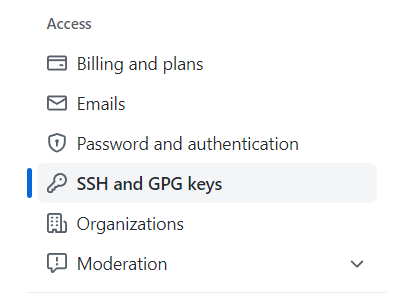 Access
Billing and plans
Emails
Password and authentication
SSH and GPG keys
Organizations
Moderation